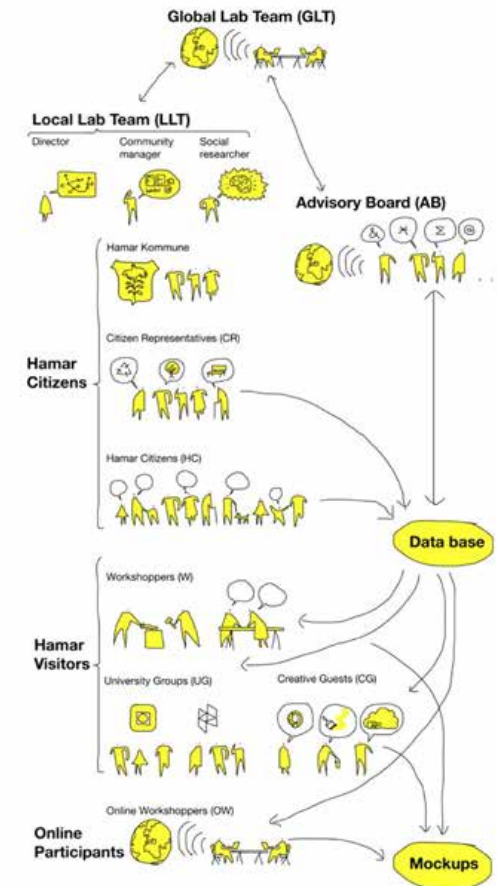 Global Lab Team (GLT)
Local Lab Team (LLT)
Director
Community
manager
Social
researcher
Advisory Board (AB)
& Ж Σ @
. . .
Hamar Kommune
Citizen Representatives (CR)
Hamar
Citizens
Hamar Citizens (HC)
Data base
Workshoppers (W)
Hamar
Visitors
University Groups (UG)
Creative Guests (CG)
Online Workshoppers (OW)
Online
Participants
Mockups